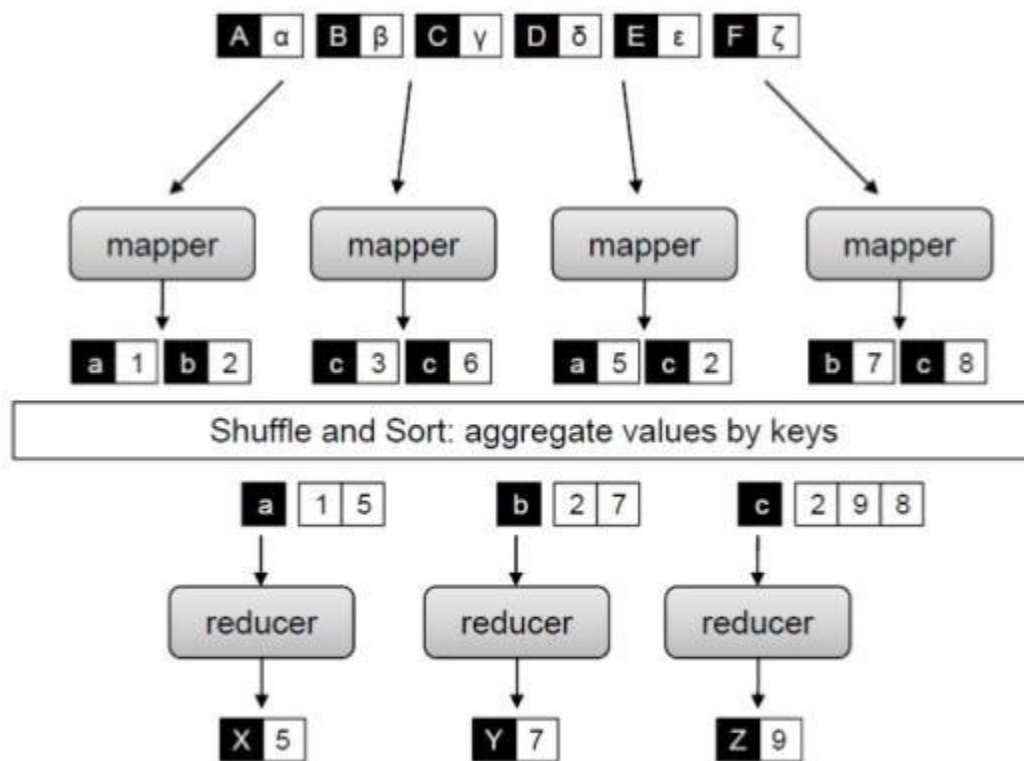 A α B β C γ D δ E ε F ζ
mapper mapper mapper mapper
a 1 b 2 c 3 c 6 a 5 c 2 b 7 c 8
Shuffle and Sort: aggregate values by keys
a 1 5 b 2 7 c 2 9 8
reducer reducer reducer
X 5 Y 7 Z 9